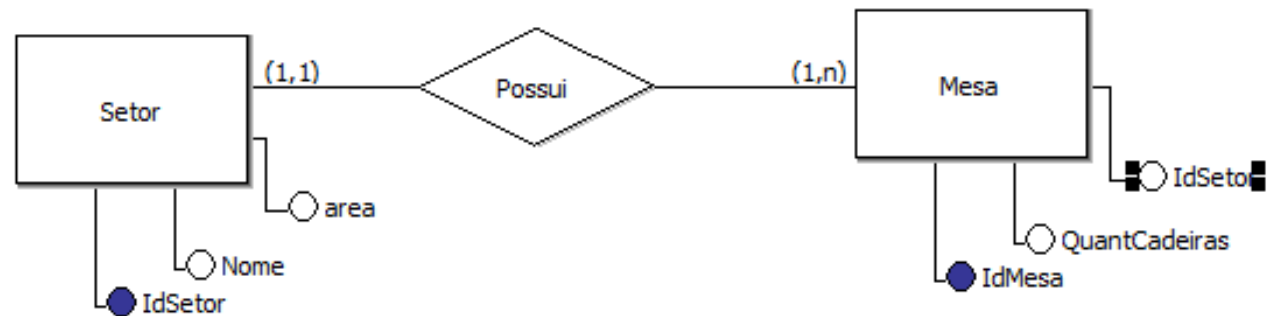 Setor
(1,1)
Possui
(1,n)
Mesa
area
Nome
IdSetor
IdSetor
QuantCadeiras
IdMesa